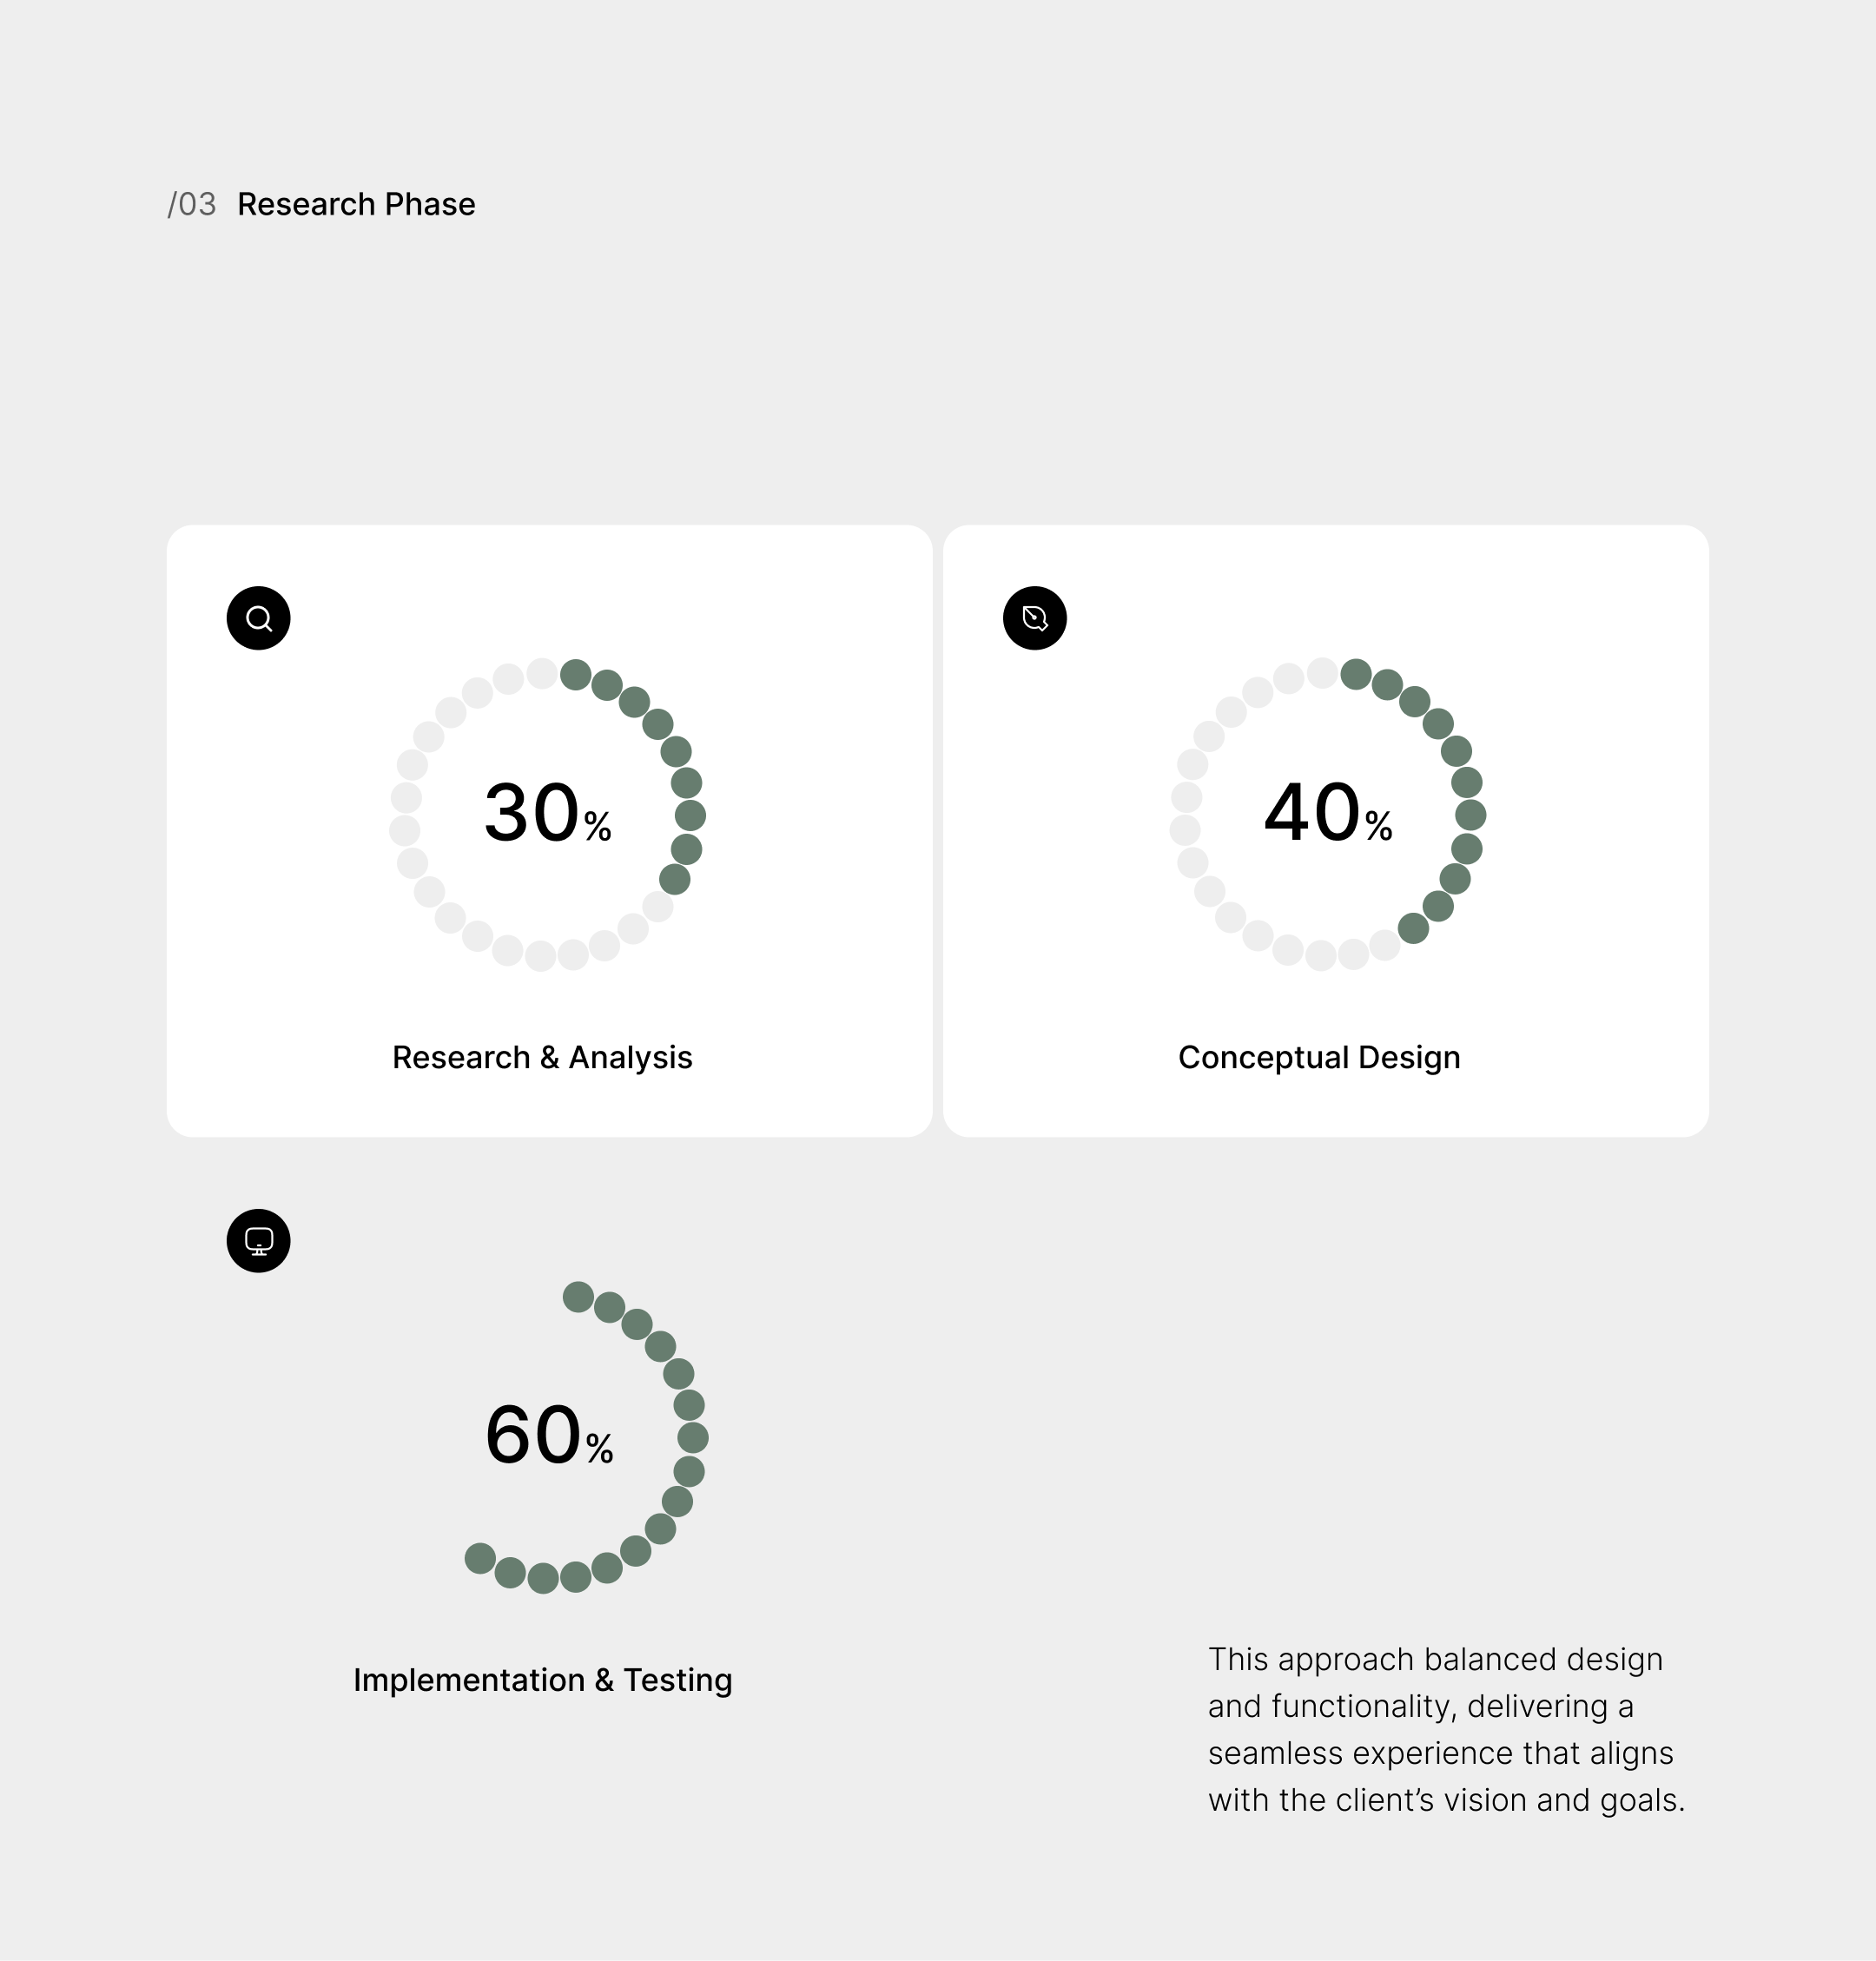 /03 Research Phase
30%
Research & Analysis
40%
Conceptual Design
60%
Implementation & Testing
This approach balanced design
and functionality, delivering a
seamless experience that aligns
with the client’s vision and goals.